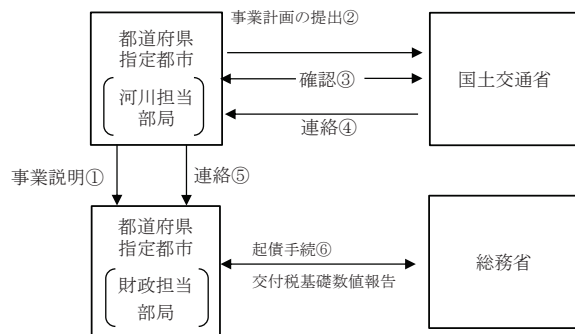 事業計画の提出②
都道府県
指定都市
河川担当
部局
確認③
連絡④
国土交通省
事業説明①
連絡⑤
都道府県
指定都市
財政担当
部局
起債手続⑥
交付税基礎数値報告
総務省